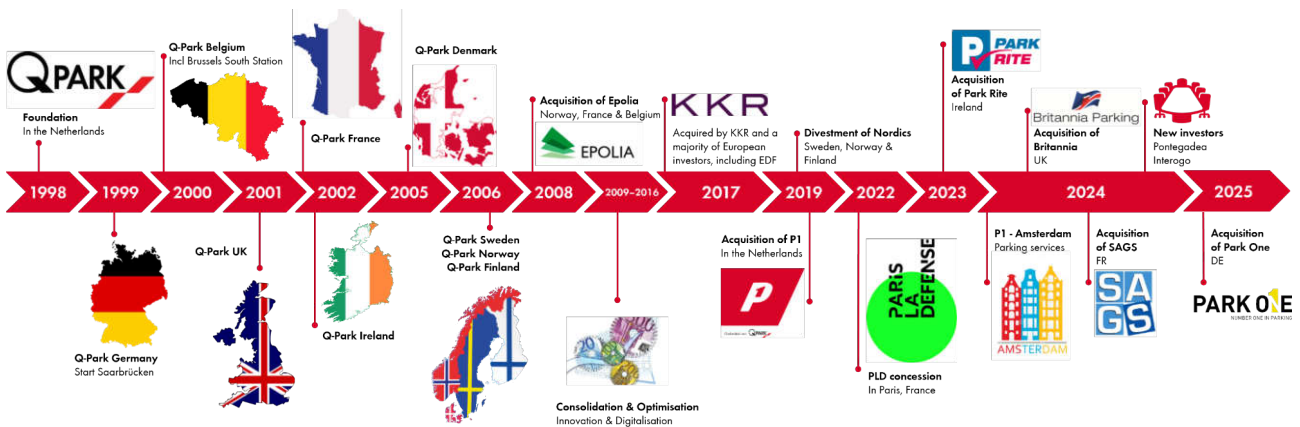 QPARK
Foundation
In the Netherlands
Q-Park Belgium
Incl Brussels South Station
Q-Park France
Q-Park Denmark
Acquisition of Epolia
Norway, France & Belgium
EPOLIA
KKR
Acquired by KKR and a
majority of European
investors, including EDF
Divestment of Nordics
Sweden, Norway &
Finland
P PARK
RITE
Acquisition
of Park Rite
Ireland
Britannia Parking
Acquisition of
Britannia
UK
New investors
Pontegadea
Interogo
1998
1999
2000
2001
2002
2005
2006
2008
2009–2016
2017
2019
2022
2023
2024
2025
Q-Park Germany
Start Saarbrücken
Q-Park UK
Q-Park Ireland
Q-Park Sweden
Q-Park Norway
Q-Park Finland
20
Consolidation & Optimisation
Innovation & Digitalisation
Acquisition of P1
In the Netherlands
P1
QPARK
PARIS
LA
DEFENSE
PLD concession
In Paris, France
P1 - Amsterdam
Parking services
AMSTERDAM
Acquisition
of SAGS
FR
SA
GS
Acquisition
of Park One
DE
PARK ONE
NUMBER ONE IN PARKING